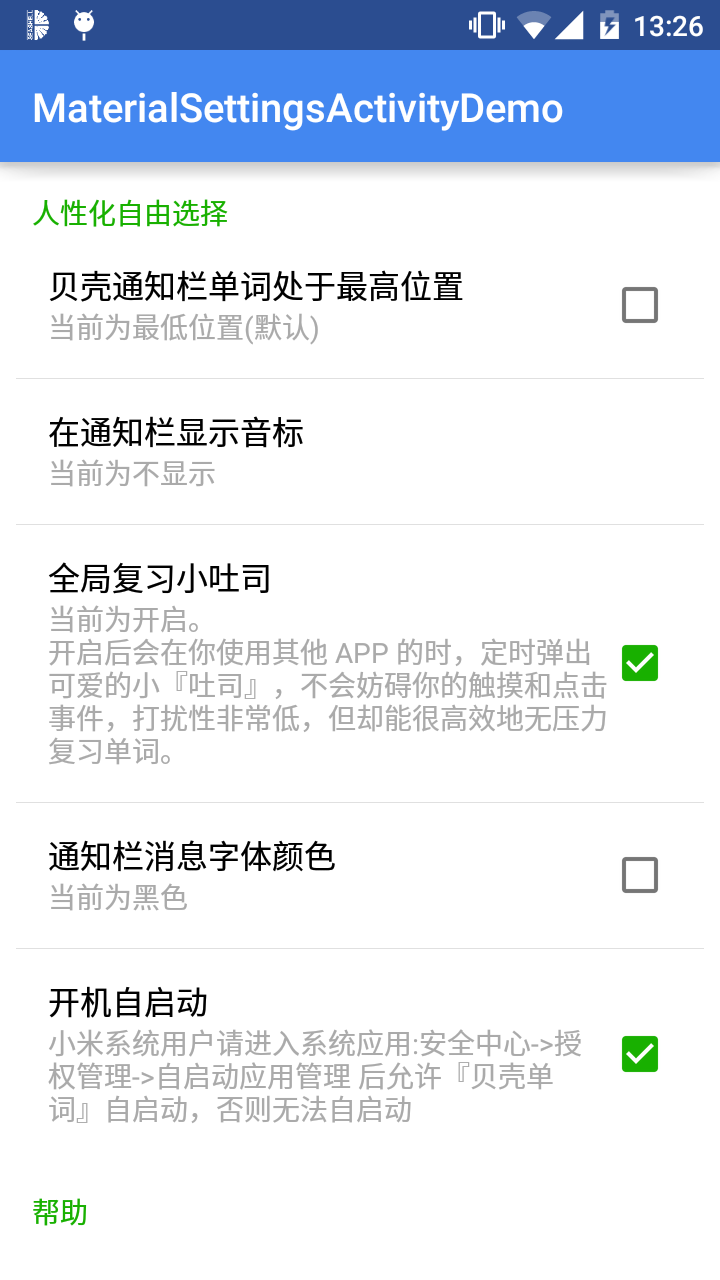 13:26
MaterialSettingsActivityDemo
人性化自由选择
贝壳通知栏单词处于最高位置
当前为最低位置(默认)
在通知栏显示音标
当前为不显示
全局复习小吐司
当前为开启。
开启后会在你使用其他 APP 的时，定时弹出
可爱的小『吐司』，不会妨碍你的触摸和点击
事件，打扰性非常低，但却能很高效地无压力
复习单词。
通知栏消息字体颜色
当前为黑色
开机自启动
小米系统用户请进入系统应用:安全中心->授
权管理->自启动应用管理 后允许『贝壳单
词』自启动，否则无法自启动
帮助